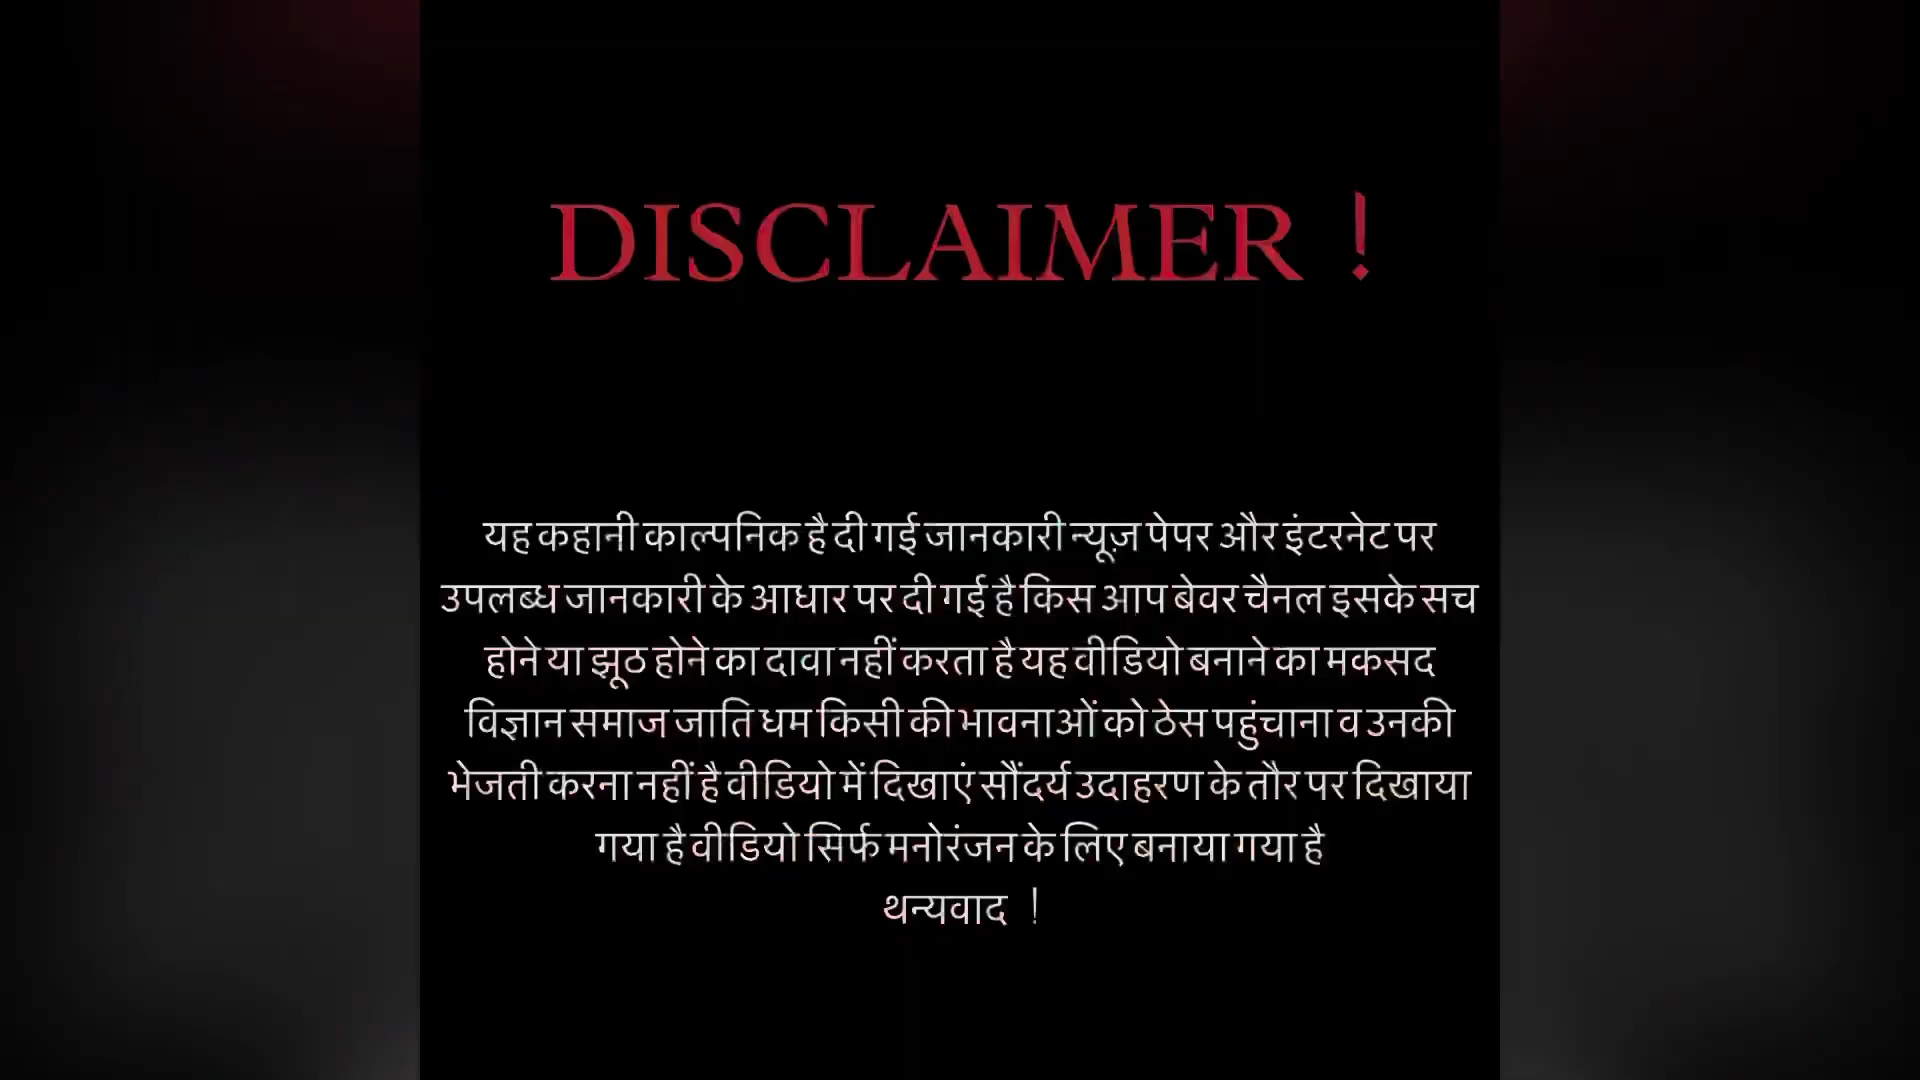 DISCLAIMER !
यह कहानी काल्पनिक है दी गई जानकारी न्यूज़ पेपर और इंटरनेट पर
उपलब्ध जानकारी के आधार पर दी गई है किस आप बेवर चैनल इसके सच
होने या झूठ होने का दावा नहीं करता है यह वीडियो बनाने का मकसद
विज्ञान समाज जाति धम किसी की भावनाओं को ठेस पहुंचाना व उनकी
भेजती करना नहीं है वीडियो में दिखाएं सौंदर्य उदाहरण के तौर पर दिखाया
गया है वीडियो सिर्फ मनोरंजन के लिए बनाया गया है
थन्यवाद !